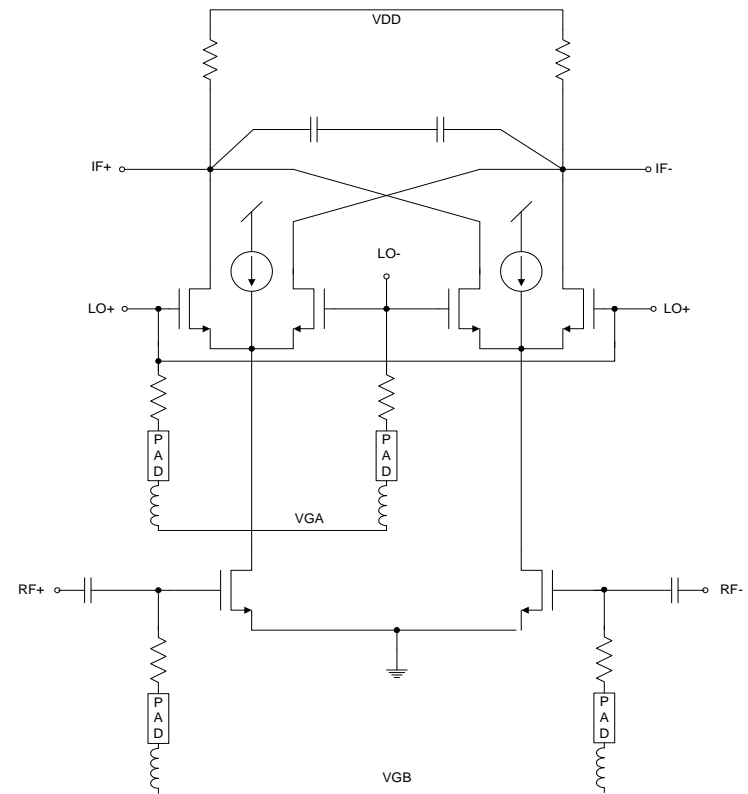 VDD
IF+
IF-
LO-
LO+
LO+
PAD
PAD
VGA
RF+
RF-
PAD
PAD
VGB